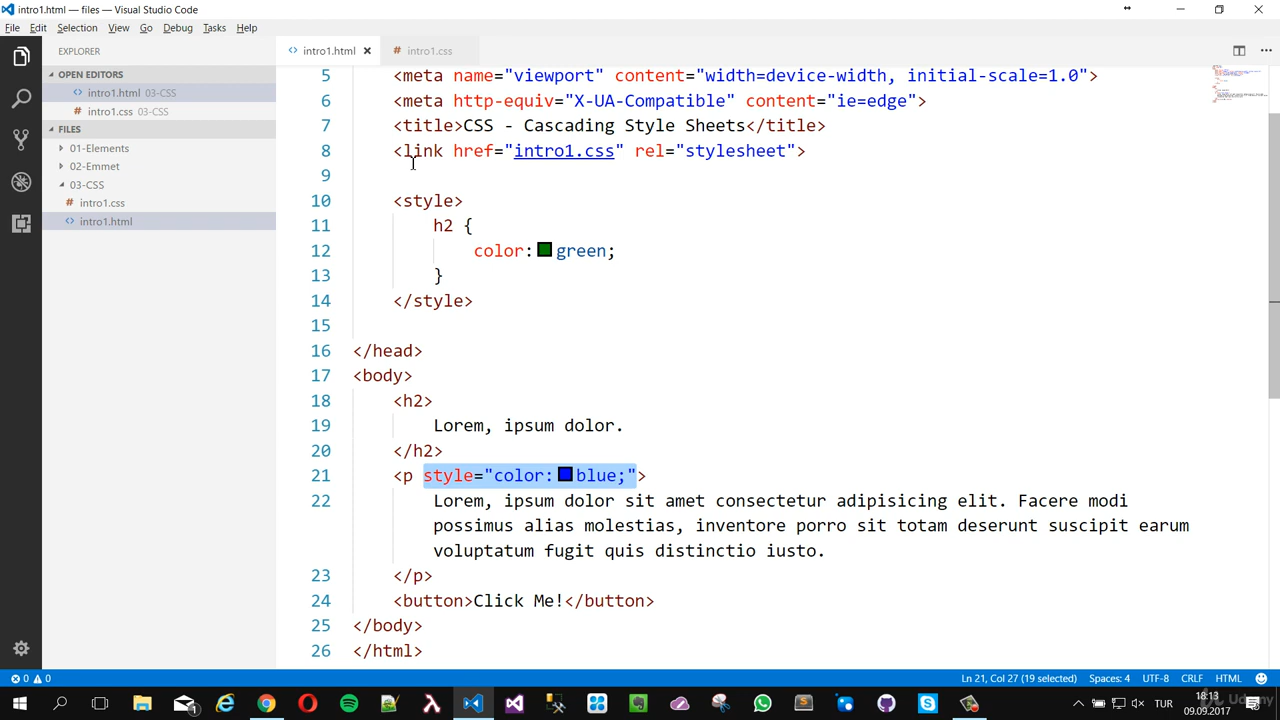 intro1.html — files — Visual Studio Code
File Edit Selection View Go Debug Tasks Help
EXPLORER
OPEN EDITORS
intro1.html 03-CSS
intro1.css 03-CSS
FILES
01-Elements
02-Emmet
03-CSS
intro1.css
intro1.html
intro1.html intro1.css
5 <meta name="viewport" content="width=device-width, initial-scale=1.0">
6 <meta http-equiv="X-UA-Compatible" content="ie=edge">
7 <title>CSS - Cascading Style Sheets</title>
8 <link href="intro1.css" rel="stylesheet">
9
10 <style>
11 h2 {
12 color: green;
13 }
14 </style>
15
16 </head>
17 <body>
18 <h2>
19 Lorem, ipsum dolor.
20 </h2>
21 <p style="color: blue;">
22 Lorem, ipsum dolor sit amet consectetur adipisicing elit. Facere modi
possimus alias molestias, inventore porro sit totam deserunt suscipit earum
voluptatum fugit quis distinctio iusto.
23 </p>
24 <button>Click Me!</button>
25 </body>
26 </html>
0 0
Ln 21, Col 27 (19 selected) Spaces: 4 UTF-8 CRLF HTML
TUR
18:13
09.09.2017
Udemy